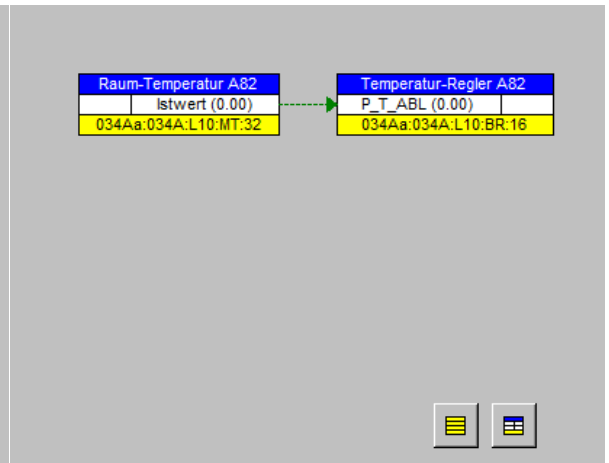 Raum-Temperatur A82
Istwert (0.00)
034Aa:034A:L10:MT:32
Temperatur-Regler A82
P_T_ABL (0.00)
034Aa:034A:L10:BR:16